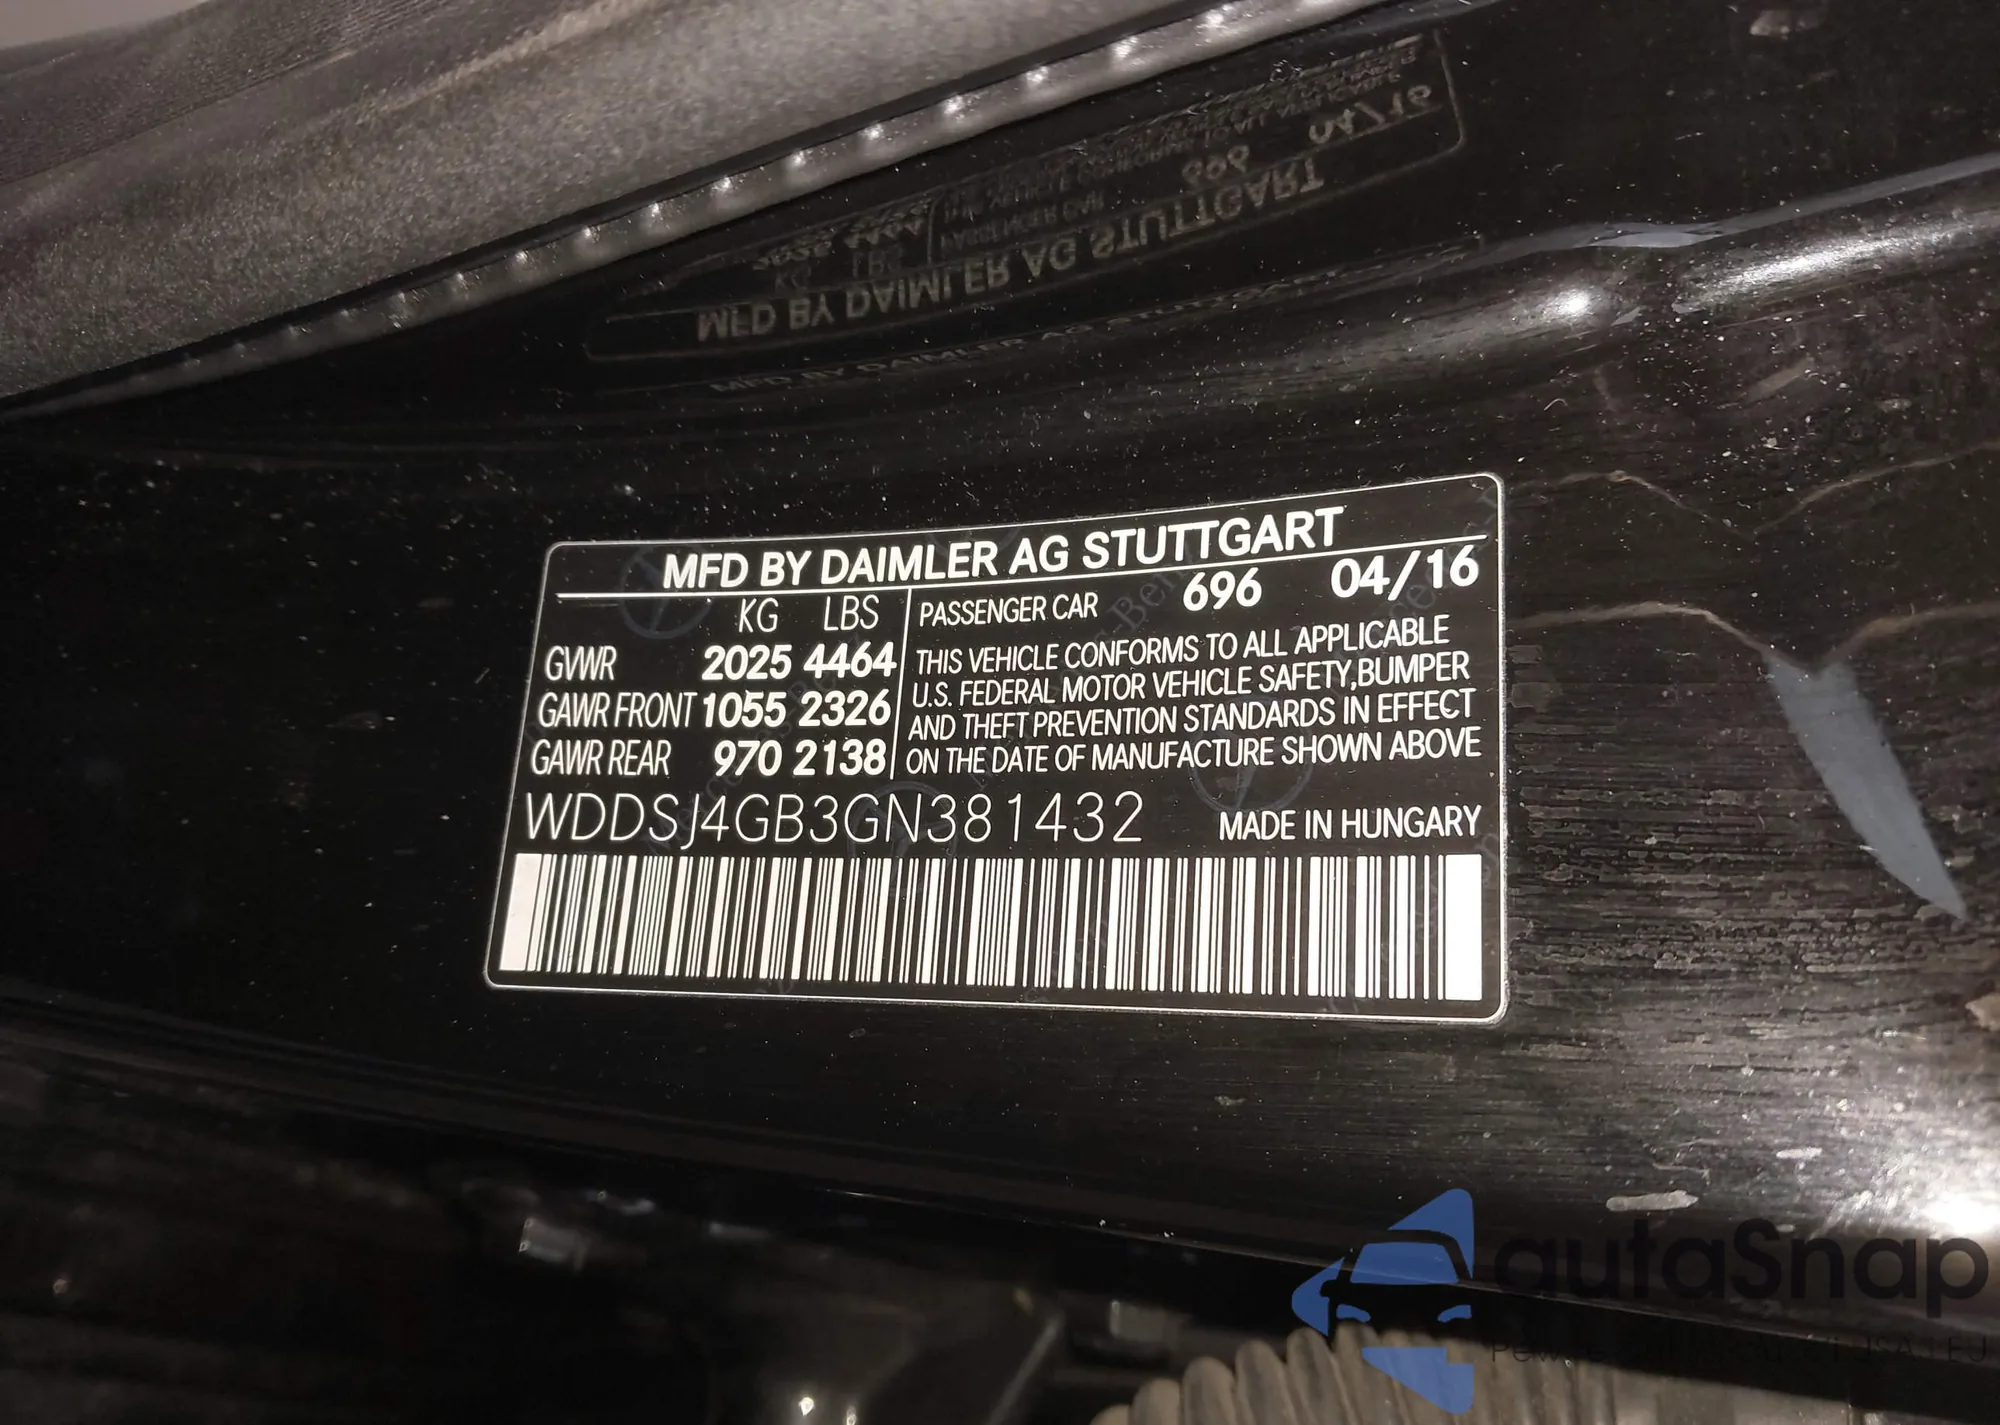 MFD BY DAIMLER AG STUTTGART
KG LBS
GVWR 2025 4464
GAWR FRONT 1055 2326
GAWR REAR 970 2138
PASSENGER CAR 696 04/16
THIS VEHICLE CONFORMS TO ALL APPLICABLE
U.S. FEDERAL MOTOR VEHICLE SAFETY, BUMPER
AND THEFT PREVENTION STANDARDS IN EFFECT
ON THE DATE OF MANUFACTURE SHOWN ABOVE
WDDSJ4GB3GN381432 MADE IN HUNGARY
autaSnap